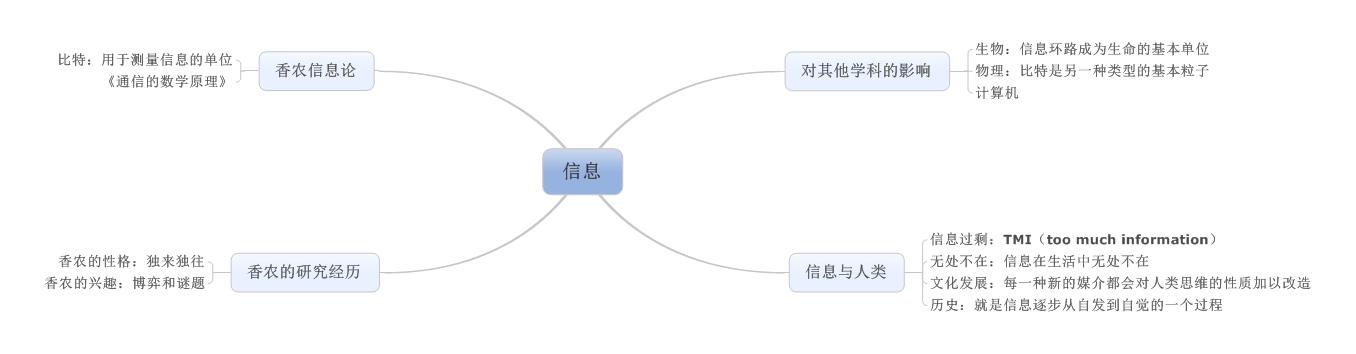 信息
香农信息论
比特：用于测量信息的单位
《通信的数学原理》
对其他学科的影响
生物：信息环路成为生命的基本单位
物理：比特是另一种类型的基本粒子
计算机
香农的研究经历
香农的性格：独来独往
香农的兴趣：博弈和谜题
信息与人类
信息过剩：TMI（too much information）
无处不在：信息在生活中无处不在
文化发展：每一种新的媒介都会对人类思维的性质加以改造
历史：就是信息逐步从自发到自觉的一个过程